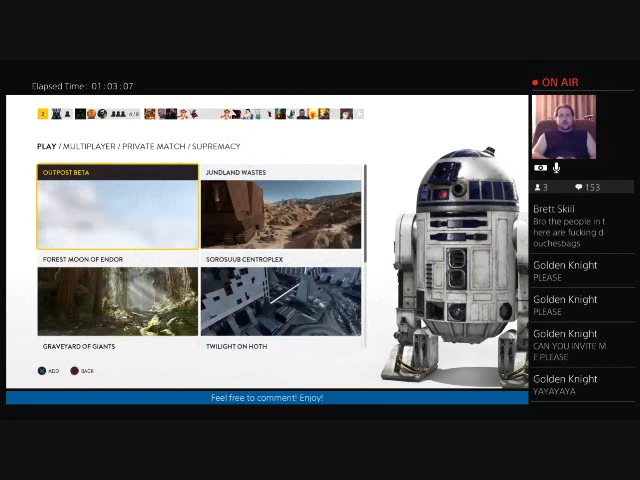 Elapsed Time: 01:03:07
ON AIR
2
4/8
PLAY / MULTIPLAYER / PRIVATE MATCH / SUPREMACY
OUTPOST BETA
JUNDLAND WASTES
FOREST MOON OF ENDOR
SOROSUUB CENTROPLEX
GRAVEYARD OF GIANTS
TWILIGHT ON HOTH
ADD
BACK
Feel free to comment! Enjoy!
3
153
Brett Skill
Bro the people in t
here are fucking d
ouchesbags
Golden Knight
PLEASE
Golden Knight
PLEASE
Golden Knight
CAN YOU INVITE M
E PLEASE
Golden Knight
YAYAYAYA